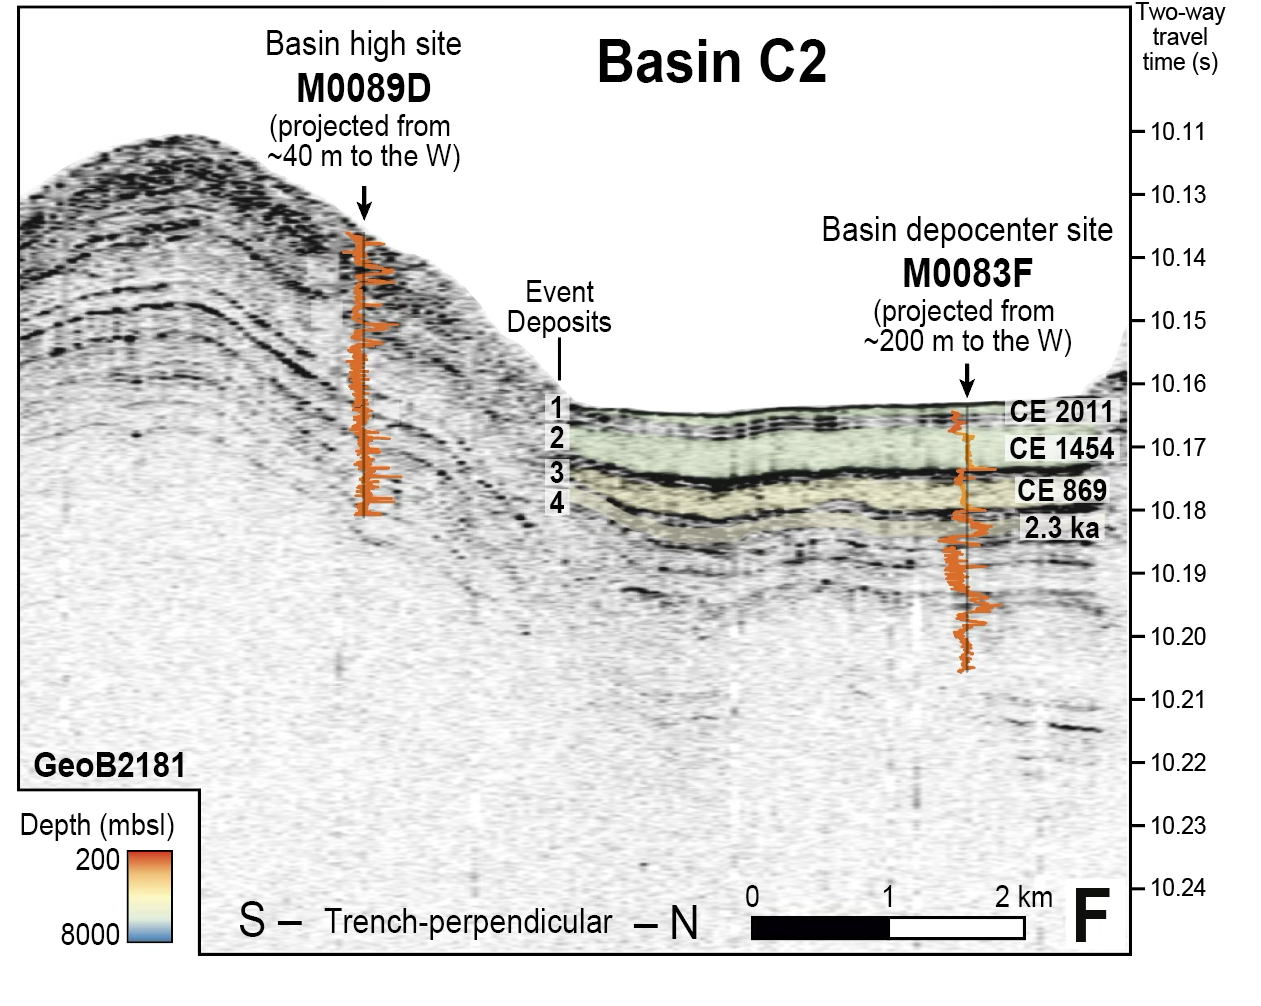 Basin C2
Basin high site
M0089D
(projected from
~40 m to the W)
Two-way
travel
time (s)
10.11
10.13
10.14
10.15
10.16
10.17
10.18
10.19
10.20
10.21
10.22
10.23
10.24
Basin depocenter site
M0083F
(projected from
~200 m to the W)
Event
Deposits
1
2
3
4
CE 2011
CE 1454
CE 869
2.3 ka
GeoB2181
Depth (mbsl)
200
8000
S – Trench-perpendicular – N
0 1 2 km
F